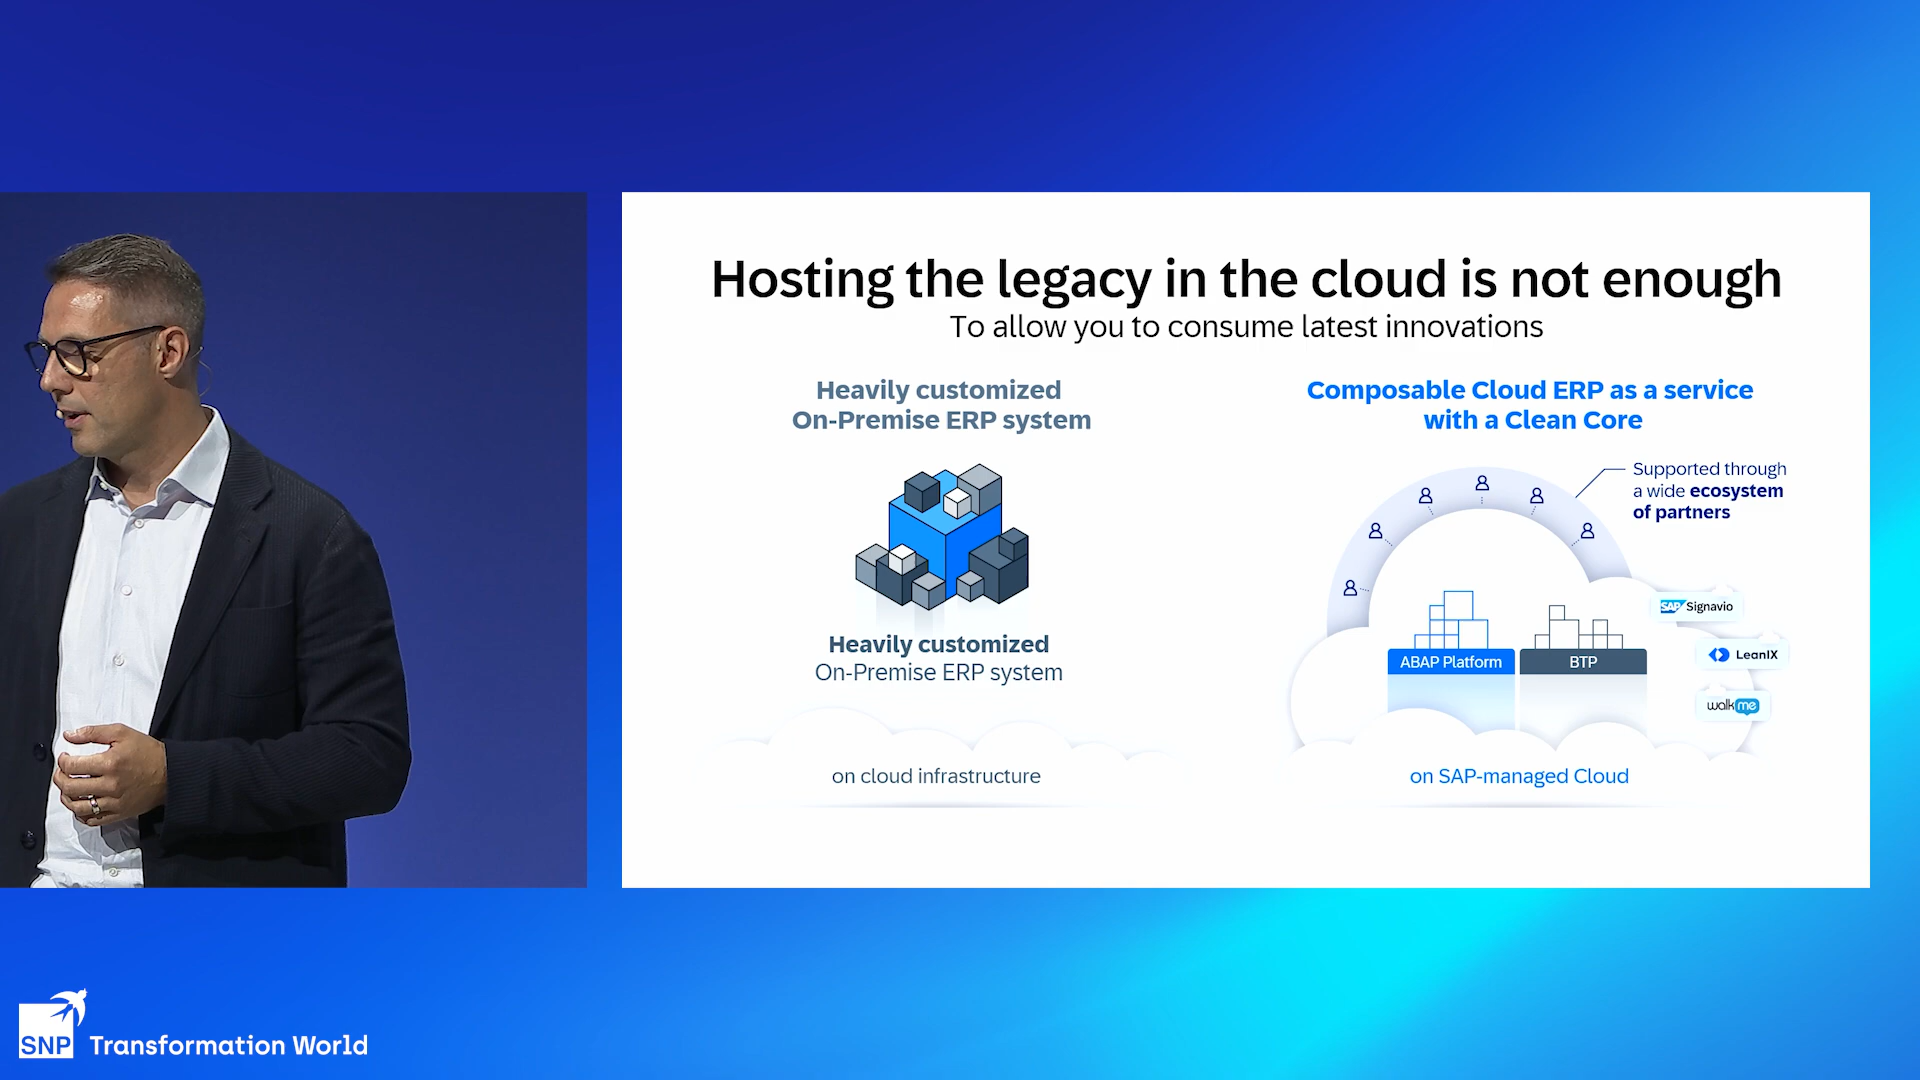 Hosting the legacy in the cloud is not enough
To allow you to consume latest innovations
Heavily customized
On-Premise ERP system
Heavily customized
On-Premise ERP system
on cloud infrastructure
Composable Cloud ERP as a service
with a Clean Core
Supported through
a wide ecosystem
of partners
SAP Signavio
LeanIX
walkme
ABAP Platform
BTP
on SAP-managed Cloud
SNP Transformation World